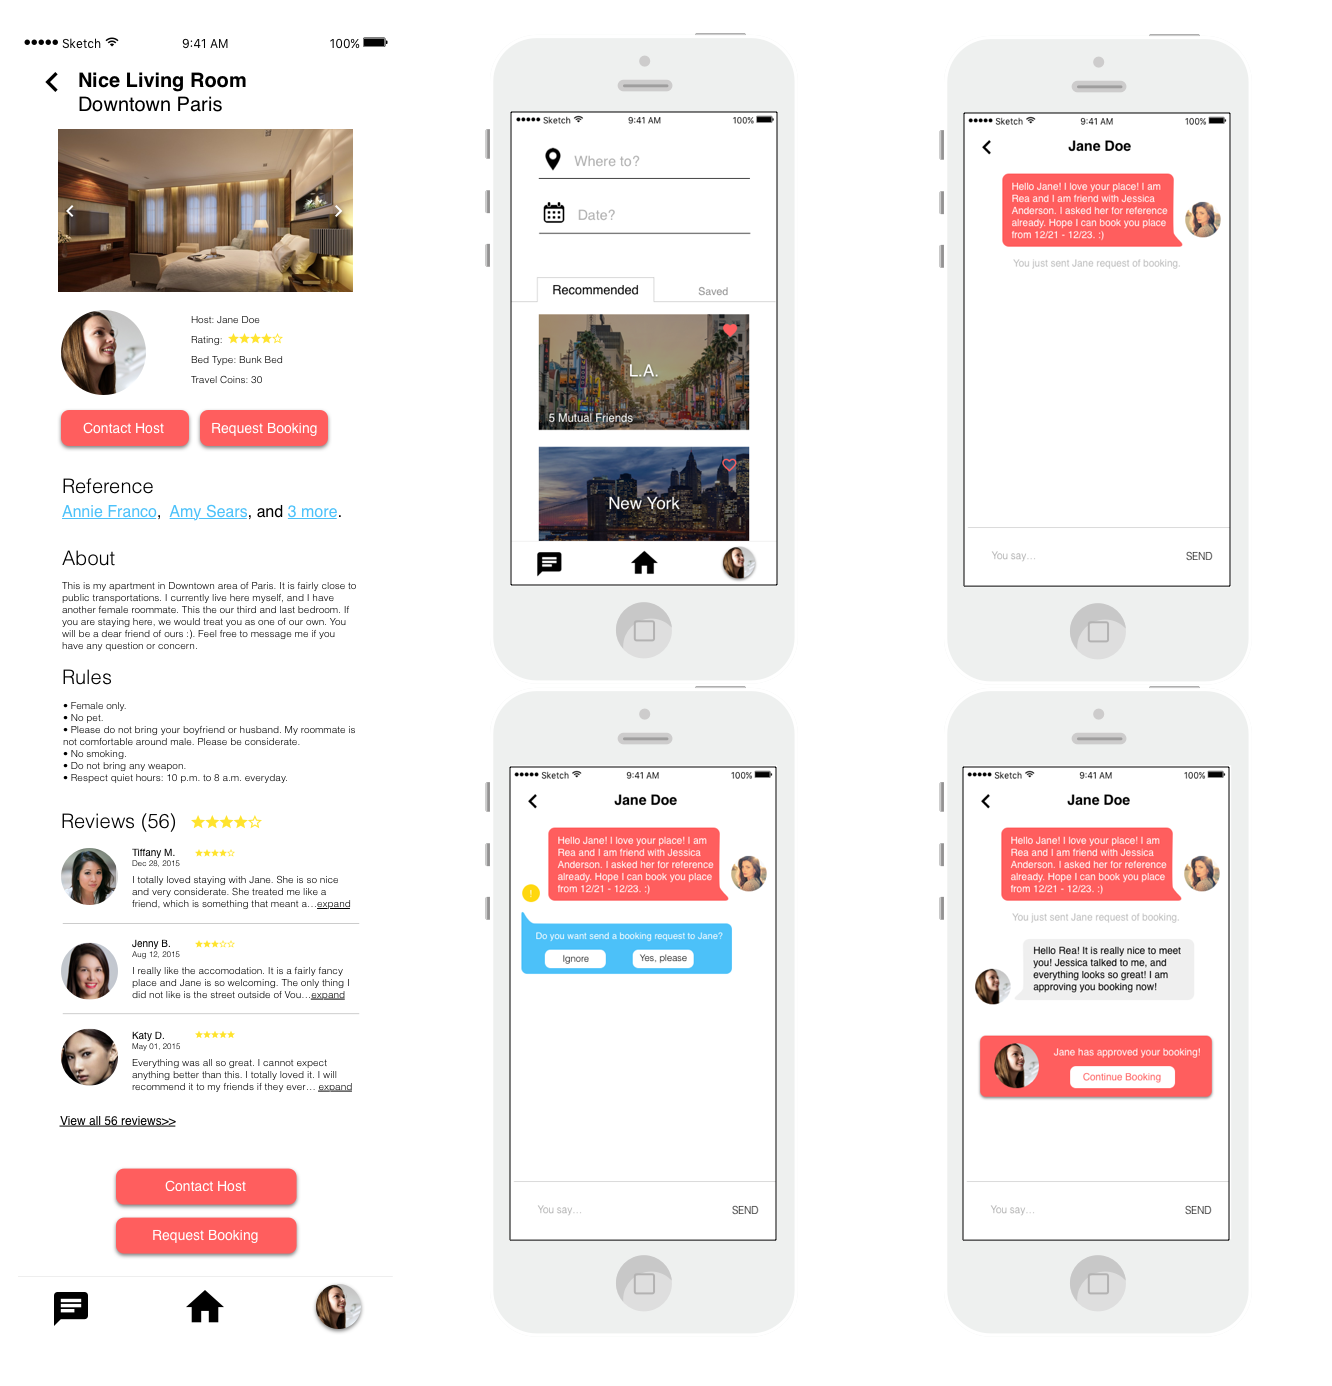 ●●●●● Sketch 9:41 AM 100%
Nice Living Room
Downtown Paris
Host: Jane Doe
Rating:
Bed Type: Bunk Bed
Travel Coins: 30
Contact Host Request Booking
Reference
Annie Franco, Amy Sears, and 3 more.
About
This is my apartment in Downtown area of Paris. It is fairly close to
public transportations. I currently live here myself, and I have
another female roommate. This the our third and last bedroom. If
you are staying here, we would treat you as one of our own. You
will be a dear friend of ours :). Feel free to message me if you
have any question or concern.
Rules
• Female only.
• No pet.
• Please do not bring your boyfriend or husband. My roommate is
not comfortable around male. Please be considerate.
• No smoking.
• Do not bring any weapon.
• Respect quiet hours: 10 p.m. to 8 a.m. everyday.
Reviews (56)
Tiffany M.
Dec 28, 2015
I totally loved staying with Jane. She is so nice
and very considerate. She treated me like a
friend, which is something that meant a…expand
Jenny B.
Aug 12, 2015
I really like the accomodation. It is a fairly fancy
place and Jane is so welcoming. The only thing I
did not like is the street outside of You…expand
Katy D.
May 01, 2015
Everything was all so great. I cannot expect
anything better than this. I totally loved it. I will
recommend it to my friends if they ever… expand
View all 56 reviews>>
Contact Host
Request Booking
●●●●● Sketch 9:41 AM 100%
Where to?
Date?
Recommended Saved
L.A.
5 Mutual Friends
New York
●●●●● Sketch 9:41 AM 100%
Jane Doe
Hello Jane! I love your place! I am
Rea and I am friend with Jessica
Anderson. I asked her for reference
already. Hope I can book you place
from 12/21 - 12/23. :)
You just sent Jane request of booking.
You say... SEND
●●●●● Sketch 9:41 AM 100%
Jane Doe
Hello Jane! I love your place! I am
Rea and I am friend with Jessica
Anderson. I asked her for reference
already. Hope I can book you place
from 12/21 - 12/23. :)
!
Do you want send a booking request to Jane?
Ignore Yes, please
You say... SEND
●●●●● Sketch 9:41 AM 100%
Jane Doe
Hello Jane! I love your place! I am
Rea and I am friend with Jessica
Anderson. I asked her for reference
already. Hope I can book you place
from 12/21 - 12/23. :)
You just sent Jane request of booking.
Hello Rea! It is really nice to meet
you! Jessica talked to me, and
everything looks so great! I am
approving you booking now!
Jane has approved your booking!
Continue Booking
You say... SEND